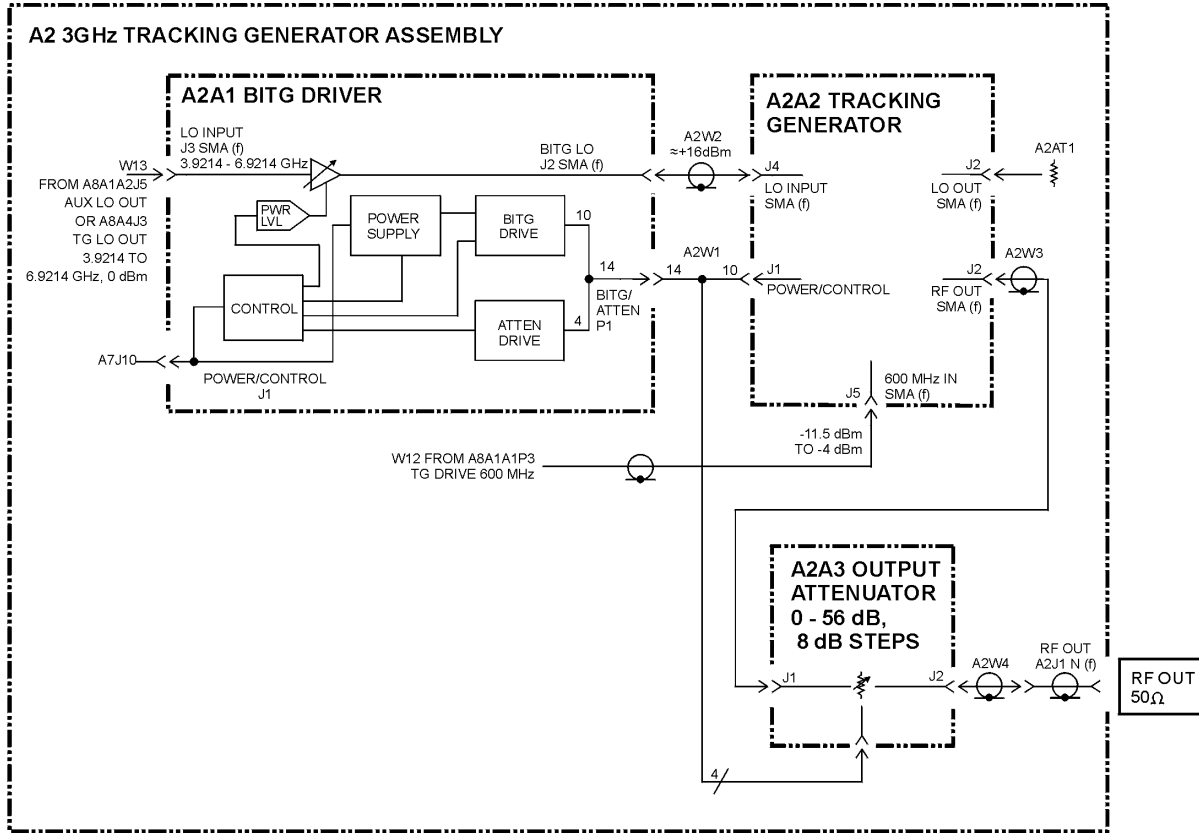 A2 3GHz TRACKING GENERATOR ASSEMBLY
A2A1 BITG DRIVER
LO INPUT
J3 SMA (f)
3.9214 - 6.9214 GHz
W13
FROM A8A1A2J5
AUX LO OUT
OR A8A4J3
TG LO OUT
3.9214 TO
6.9214 GHz, 0 dBm
BITG LO
J2 SMA (f)
PWR
LVL
POWER
SUPPLY
BITG
DRIVE
10
CONTROL
ATTEN
DRIVE
4
14
BITG/
ATTEN
P1
A7J10
POWER/CONTROL
J1
A2W2
≈+16dBm
A2W1
14
10
A2A2 TRACKING
GENERATOR
J4
LO INPUT
SMA (f)
J2
LO OUT
SMA (f)
A2AT1
J1
POWER/CONTROL
J2
RF OUT
SMA (f)
A2W3
J5
600 MHz IN
SMA (f)
-11.5 dBm
TO -4 dBm
W12 FROM A8A1A1P3
TG DRIVE 600 MHz
A2A3 OUTPUT
ATTENUATOR
0 - 56 dB,
8 dB STEPS
J1
J2
A2W4
RF OUT
A2J1 N (f)
RF OUT
50Ω
4